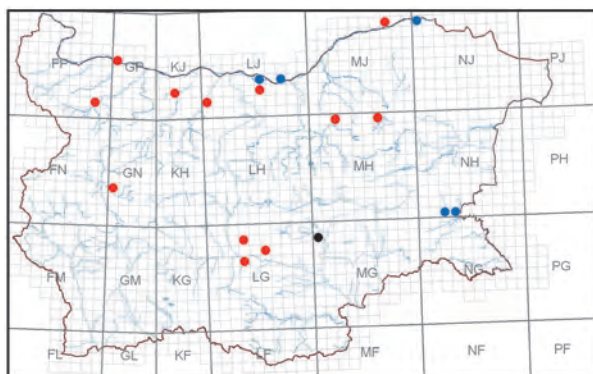 FP GP KJ LJ MJ NJ PJ
FN GN KH LH MH NH PH
FM GM KG LG MG NG PG
FL GL KF LF MF NF PF